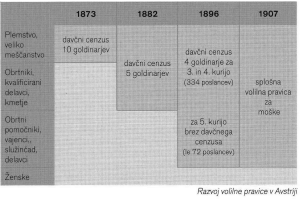 1873
1882
1896
1907
Plemstvo,
veliko
meščanstvo
davčni cenzus
10 goldinarjev
Obrtniki,
kvalificirani
delavci,
kmetje
davčni cenzus
5 goldinarjev
davčni cenzus
4 goldinarje za
3. in 4. kurijo
(334 poslancev)
splošna
volilna pravica
za
moške
Obrtni
pomočniki,
vajenci,
služinčad,
delavci
za 5. kurijo
brez davčnega
cenzusa
(le 72 poslancev)
Ženske
Razvoj volilne pravice v Avstriji